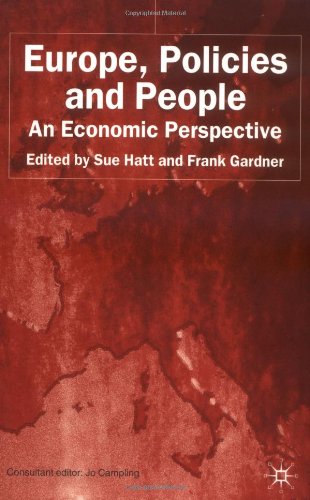 Europe, Policies
and People
An Economic Perspective
Edited by Sue Hatt and Frank Gardner
Consultant editor: Jo Campling